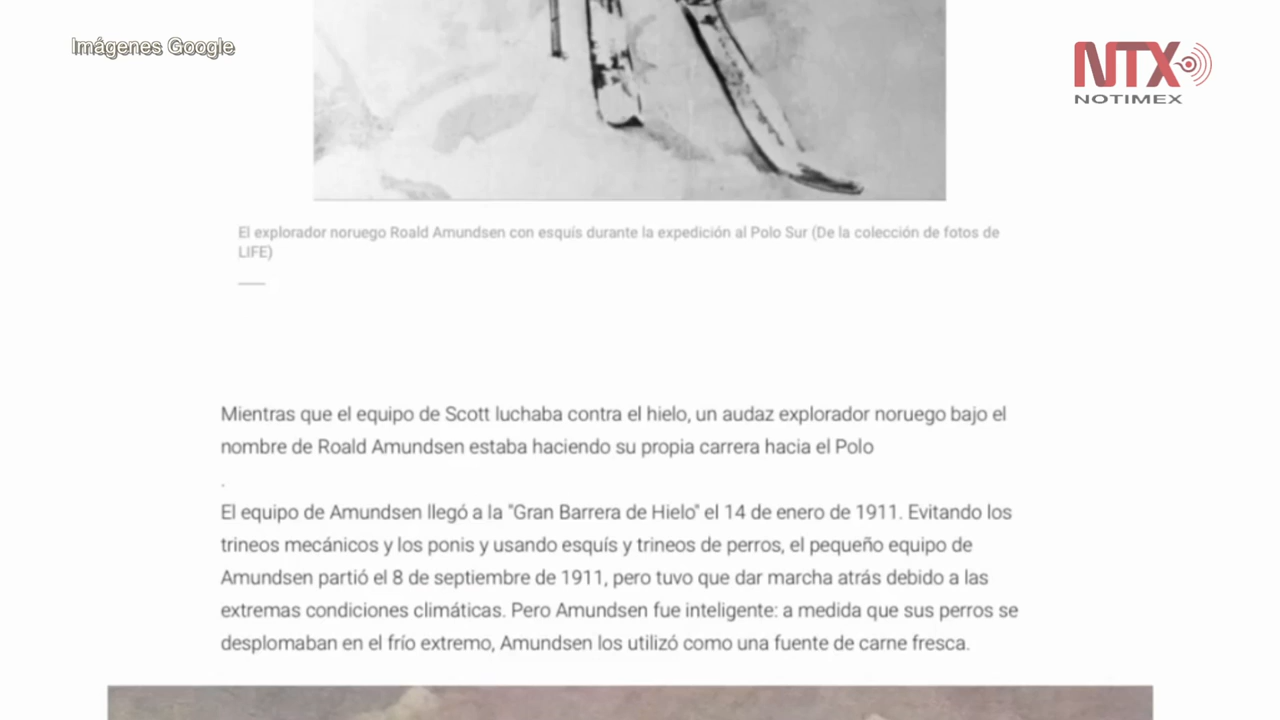 Imágenes Google
NTX
NOTIMEX
El explorador noruego Roald Amundsen con esquís durante la expedición al Polo Sur (De la colección de fotos de
LIFE)
Mientras que el equipo de Scott luchaba contra el hielo, un audaz explorador noruego bajo el
nombre de Roald Amundsen estaba haciendo su propia carrera hacia el Polo
.
El equipo de Amundsen llegó a la "Gran Barrera de Hielo" el 14 de enero de 1911. Evitando los
trineos mecánicos y los ponis y usando esquís y trineos de perros, el pequeño equipo de
Amundsen partió el 8 de septiembre de 1911, pero tuvo que dar marcha atrás debido a las
extremas condiciones climáticas. Pero Amundsen fue inteligente: a medida que sus perros se
desplomaban en el frío extremo, Amundsen los utilizó como una fuente de carne fresca.